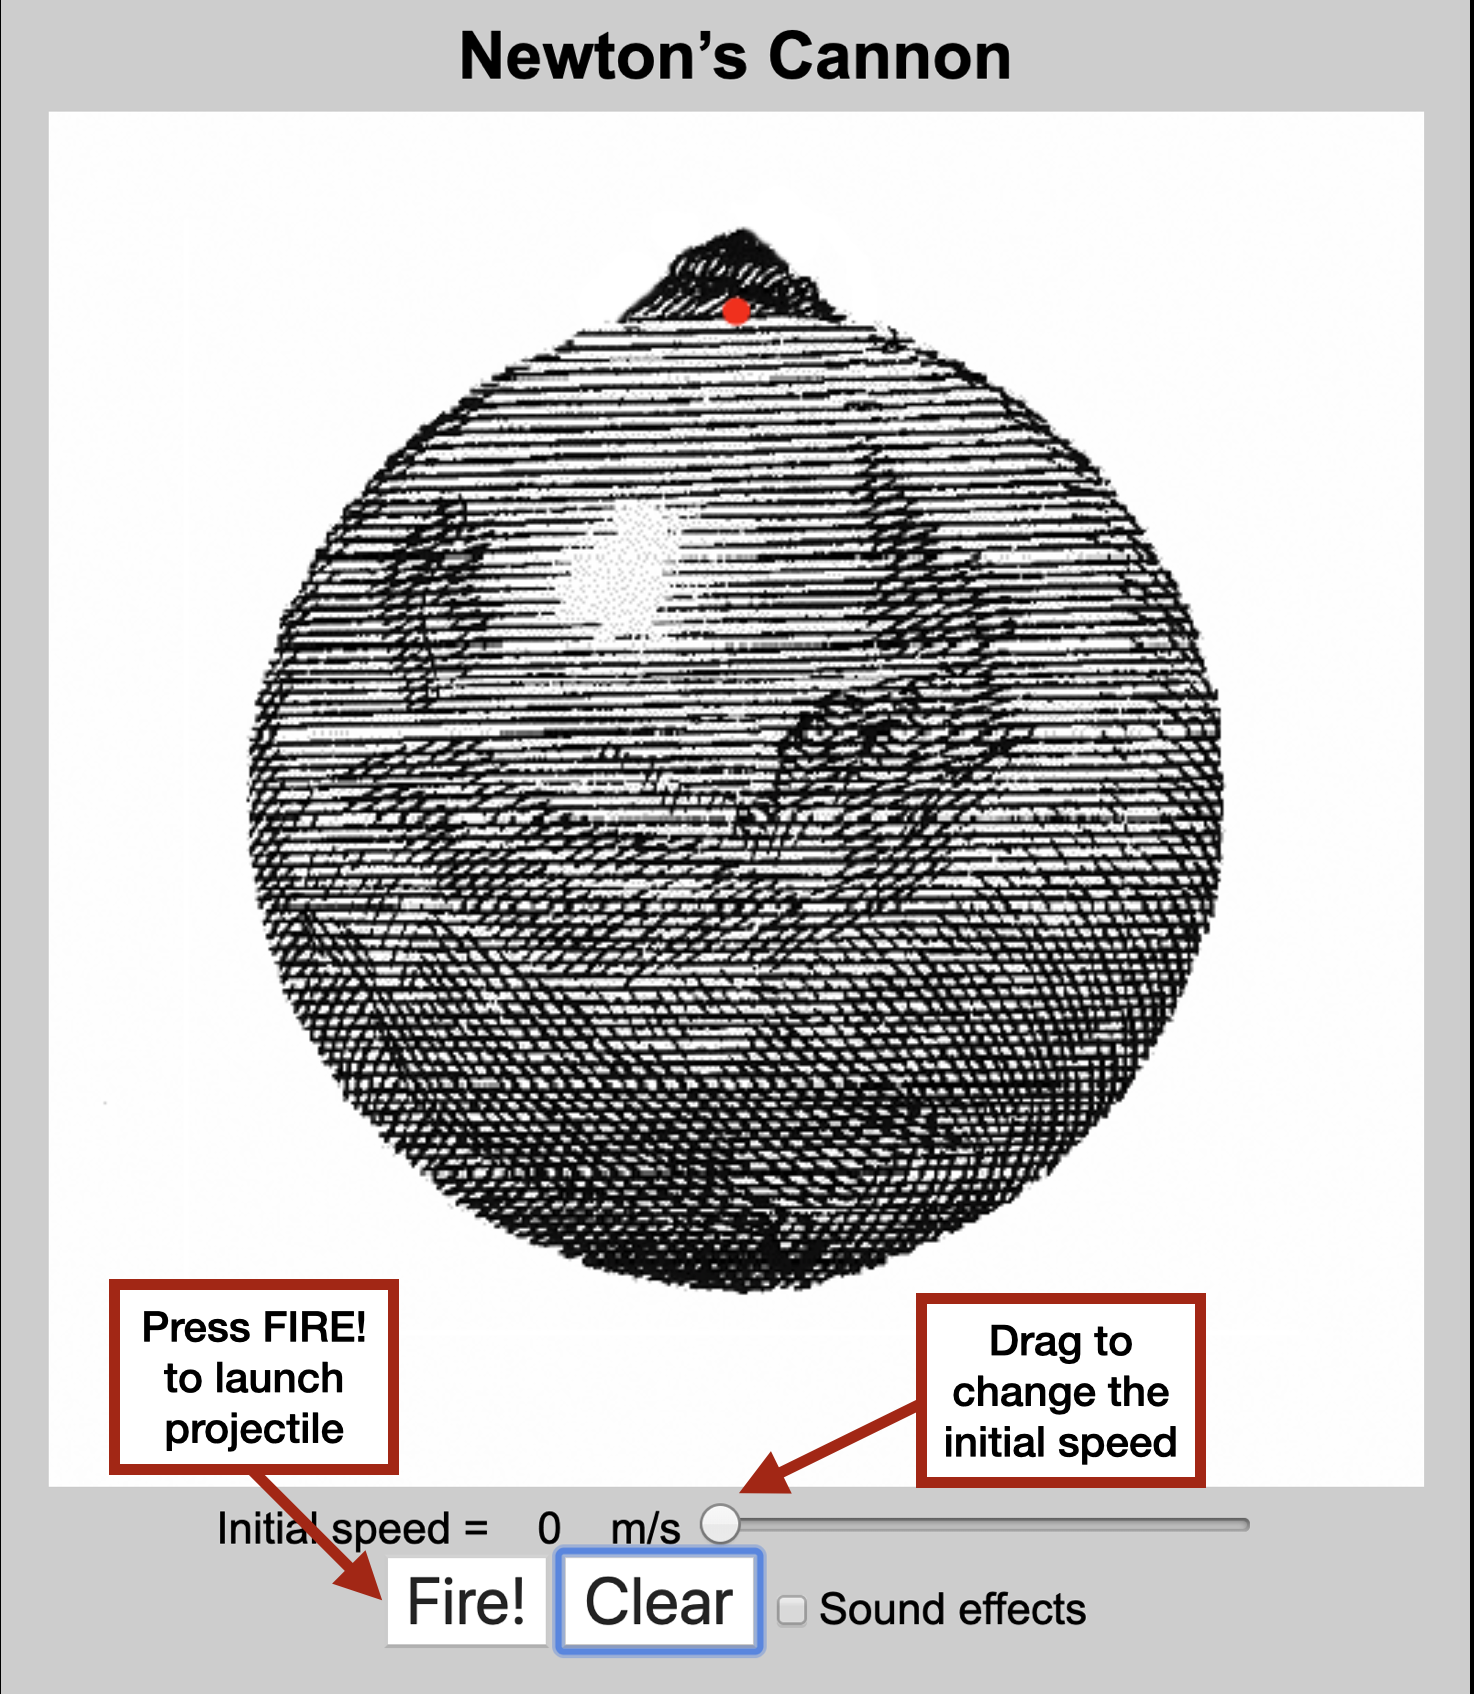 Newton’s Cannon
Press FIRE!
to launch
projectile
Drag to
change the
initial speed
Initial speed = 0 m/s
Fire! Clear Sound effects